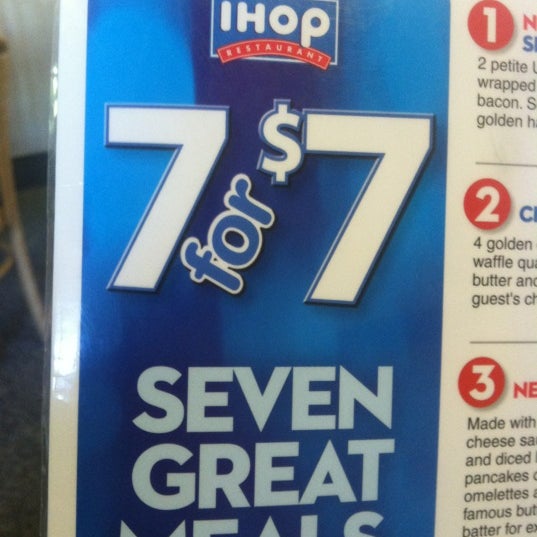 IHOP
RESTAURANT
7 for $7
SEVEN
GREAT
MEALS
1
2 petite
wrapped
bacon.
golden
2
4 golden
waffle
butter and
guest's
3
Made with
cheese
and diced
pancakes
omelettes
famous
batter for